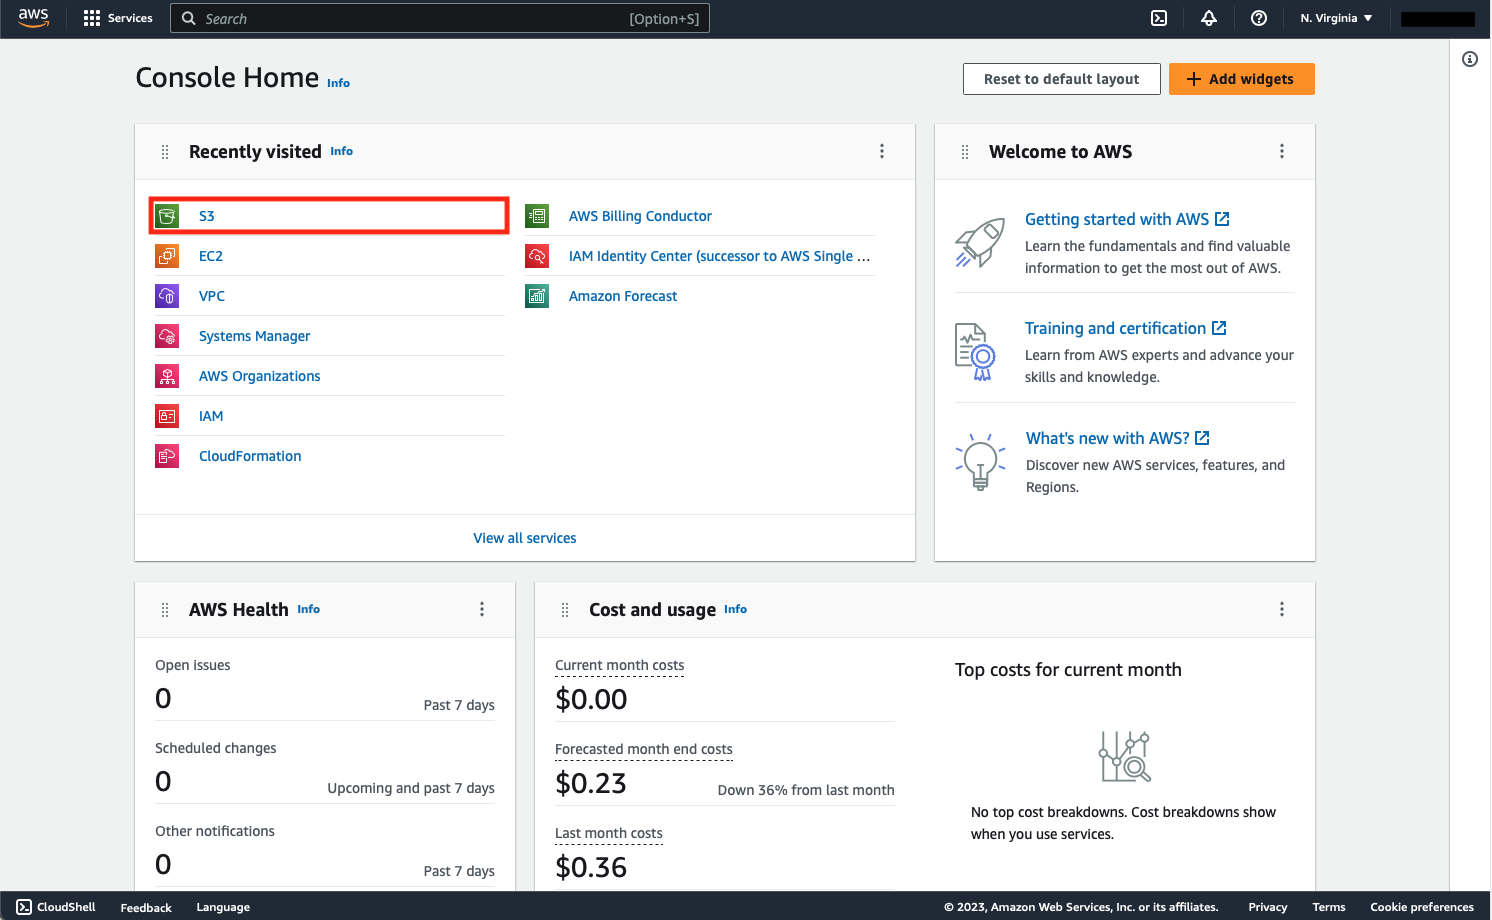 aws
Services
Search
[Option+S]
N. Virginia
Console Home Info
Reset to default layout
Add widgets
Recently visited Info
S3
EC2
VPC
Systems Manager
AWS Organizations
IAM
CloudFormation
AWS Billing Conductor
IAM Identity Center (successor to AWS Single ...
Amazon Forecast
View all services
Welcome to AWS
Getting started with AWS
Learn the fundamentals and find valuable
information to get the most out of AWS.
Training and certification
Learn from AWS experts and advance your
skills and knowledge.
What's new with AWS?
Discover new AWS services, features, and
Regions.
AWS Health Info
Open issues
0
Past 7 days
Scheduled changes
0
Upcoming and past 7 days
Other notifications
0
Past 7 days
Cost and usage Info
Current month costs
$0.00
Forecasted month end costs
$0.23
Down 36% from last month
Last month costs
$0.36
Top costs for current month
No top cost breakdowns. Cost breakdowns show
when you use services.
CloudShell
Feedback
Language
© 2023, Amazon Web Services, Inc. or its affiliates.
Privacy
Terms
Cookie preferences